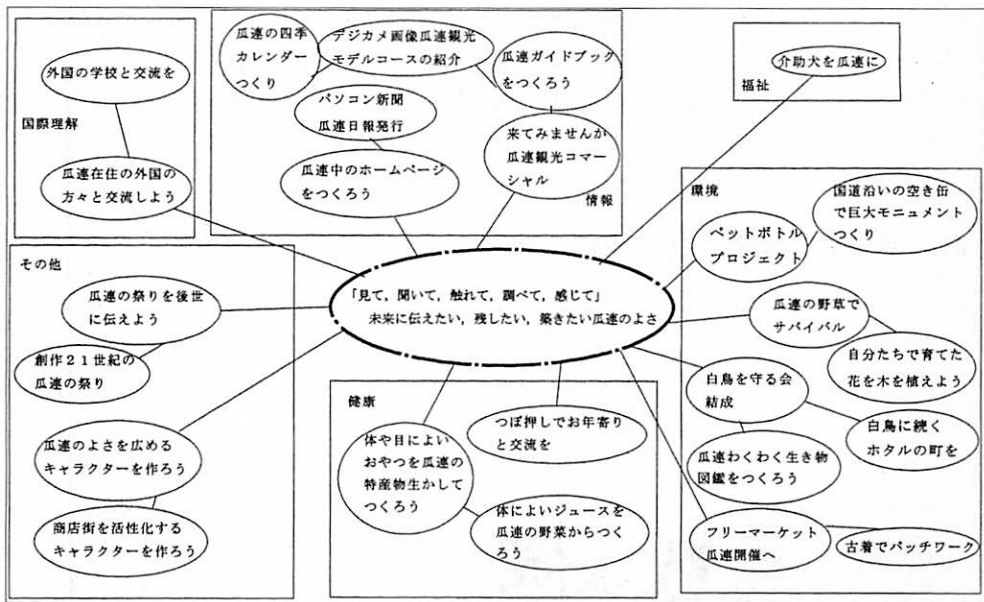 外国の学校と交流を
国際理解
瓜連在住の外国の
方々と交流しよう
瓜連の四季
カレンダー
つくり
デジカメ画像瓜連観光
モデルコースの紹介
瓜連ガイドブック
をつくろう
パソコン新聞
瓜連日報発行
来てみませんか
瓜連観光コマー
シャル
瓜連中のホームページ
をつくろう
情報
介助犬を瓜連に
福祉
環境
国道沿いの空き缶
で巨大モニュメント
つくり
ペットボトル
プロジェクト
瓜連の野草で
サバイバル
自分たちで育てた
花を木を植えよう
白鳥を守る会
結成
白鳥に続く
ホタルの町を
瓜連わくわく生き物
図鑑をつくろう
フリーマーケット
瓜連開催へ
古着でパッチワーク
「見て，聞いて，触れて，調べて，感じて」
未来に伝えたい，残したい，築きたい瓜連のよさ
その他
瓜連の祭りを後世
に伝えよう
創作２１世紀の
瓜連の祭り
瓜連のよさを広める
キャラクターを作ろう
商店街を活性化する
キャラクターを作ろう
健康
つぼ押しでお年寄り
と交流を
体や目によい
おやつを瓜連の
特産物生かして
つくろう
体によいジュースを
瓜連の野菜からつく
ろう